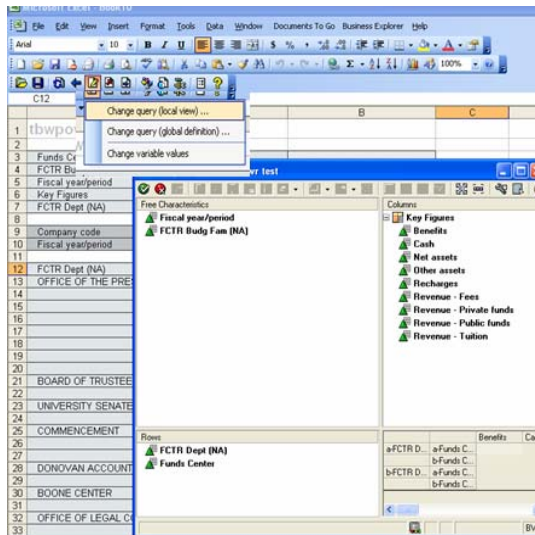 Microsoft Excel - Book10
File Edit View Insert Format Tools Data Window Documents To Go Business Explorer Help
Arial 10 B I U $ %
Σ 100%
C12
B C
Change query (local view) ...
Change query (global definition) ...
Change variable values
1 tbwpow
2
3 Funds Ce
4 FCTR Bu
5 Fiscal year/period
6 Key Figures
7 FCTR Dept (NA)
8
9 Company code
10 Fiscal year/period
11
12 FCTR Dept (NA)
13 OFFICE OF THE PRES
14
15
16
17
18
19
20
21 BOARD OF TRUSTEE
22
23 UNIVERSITY SENATE
24
25 COMMENCEMENT
26
27
28 DONOVAN ACCOUNT
29
30 BOONE CENTER
31
32 OFFICE OF LEGAL CO
33
wr test
Free Characteristics
Fiscal year/period
FCTR Budg Fam (NA)
Columns
Key Figures
Benefits
Cash
Net assets
Other assets
Recharges
Revenue - Fees
Revenue - Private funds
Revenue - Public funds
Revenue - Tuition
Rows
FCTR Dept (NA)
Funds Center
Benefits Ca
a-FCTR D... a-Funds C...
b-Funds C...
b-FCTR D... a-Funds C...
b-Funds C...